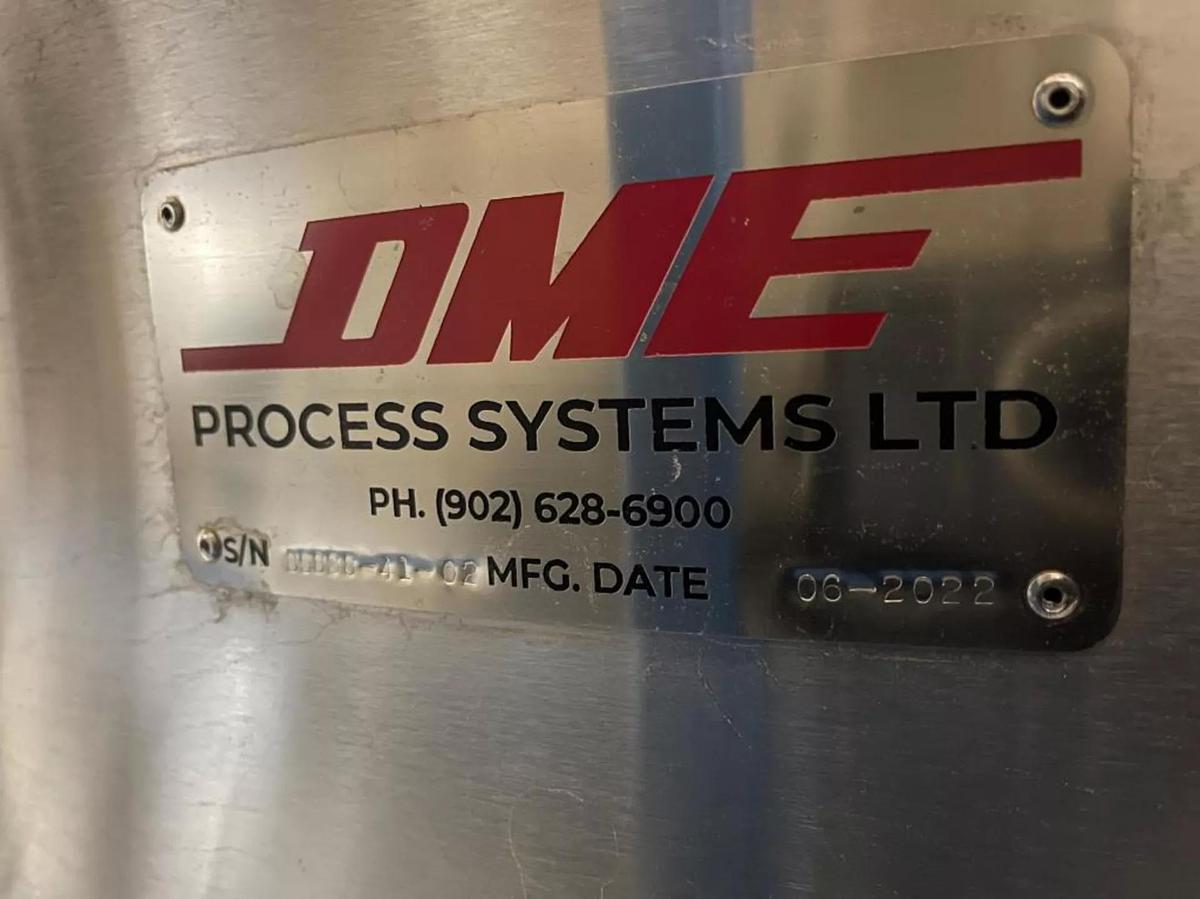 DME
PROCESS SYSTEMS LTD
PH. (902) 628-6900
S/N MFG. DATE 06-2022